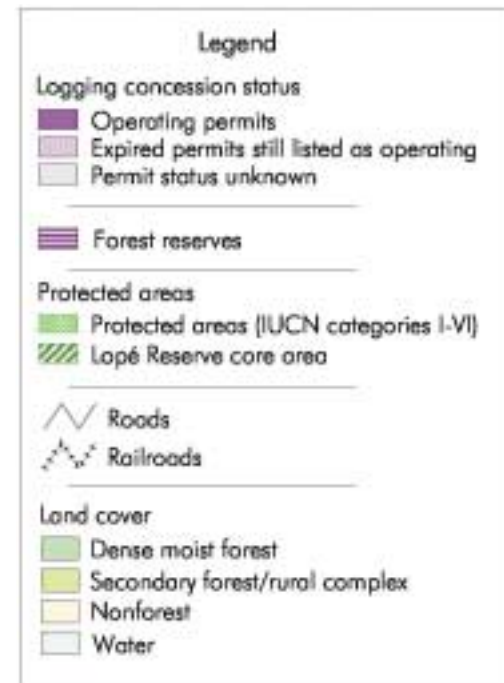 Legend
Logging concession status
Operating permits
Expired permits still listed as operating
Permit status unknown
Forest reserves
Protected areas
Protected areas (IUCN categories I-VI)
Lopé Reserve core area
Roads
Railroads
Land cover
Dense moist forest
Secondary forest/rural complex
Nonforest
Water